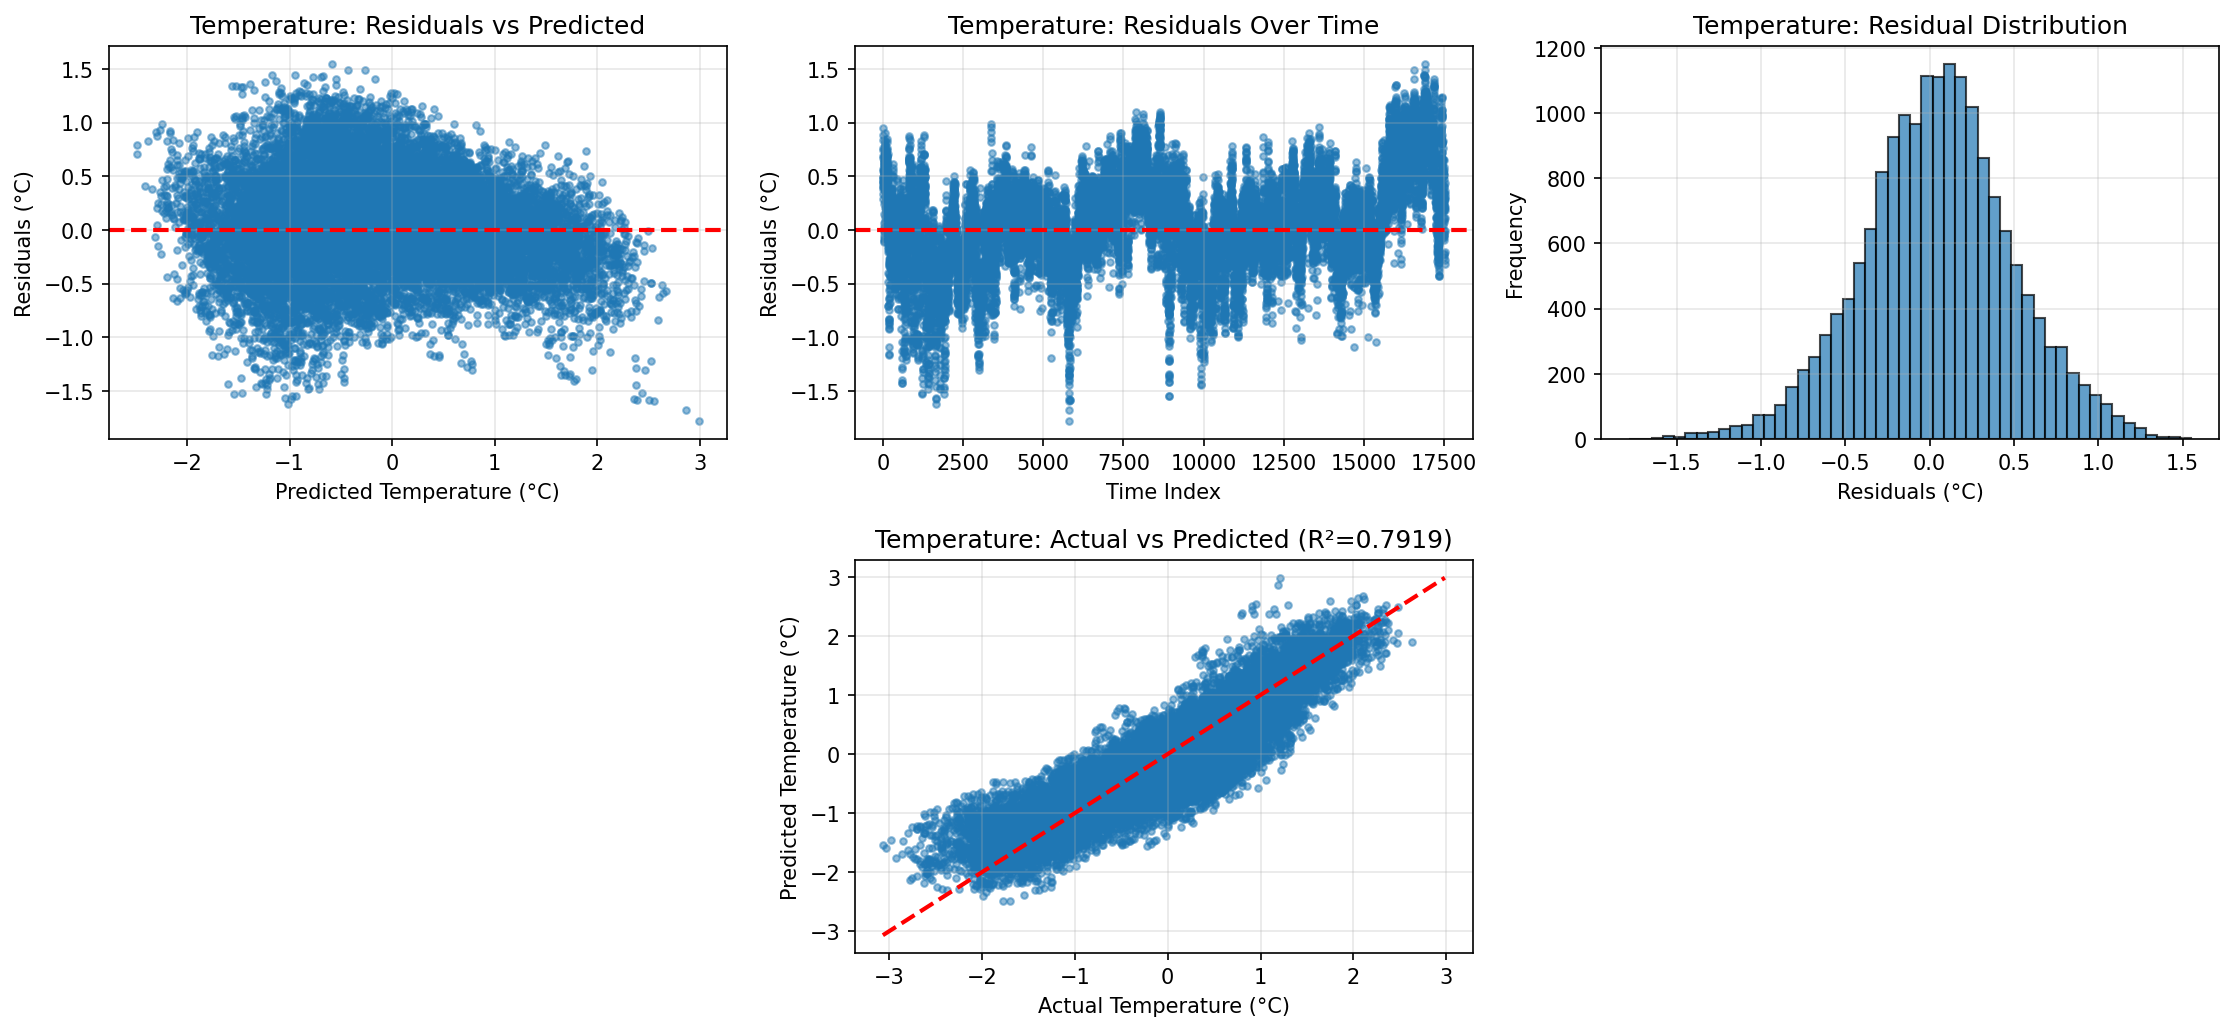 Temperature: Residuals vs Predicted
1.5
1.0
0.5
0.0
−0.5
−1.0
−1.5
Residuals (°C)
−2 −1 0 1 2 3
Predicted Temperature (°C)
Temperature: Residuals Over Time
1.5
1.0
0.5
0.0
−0.5
−1.0
−1.5
Residuals (°C)
0 2500 5000 7500 10000 12500 15000 17500
Time Index
Temperature: Residual Distribution
1200
1000
800
600
400
200
0
Frequency
−1.5 −1.0 −0.5 0.0 0.5 1.0 1.5
Residuals (°C)
Temperature: Actual vs Predicted (R²=0.7919)
3
2
1
0
−1
−2
−3
Predicted Temperature (°C)
−3 −2 −1 0 1 2 3
Actual Temperature (°C)